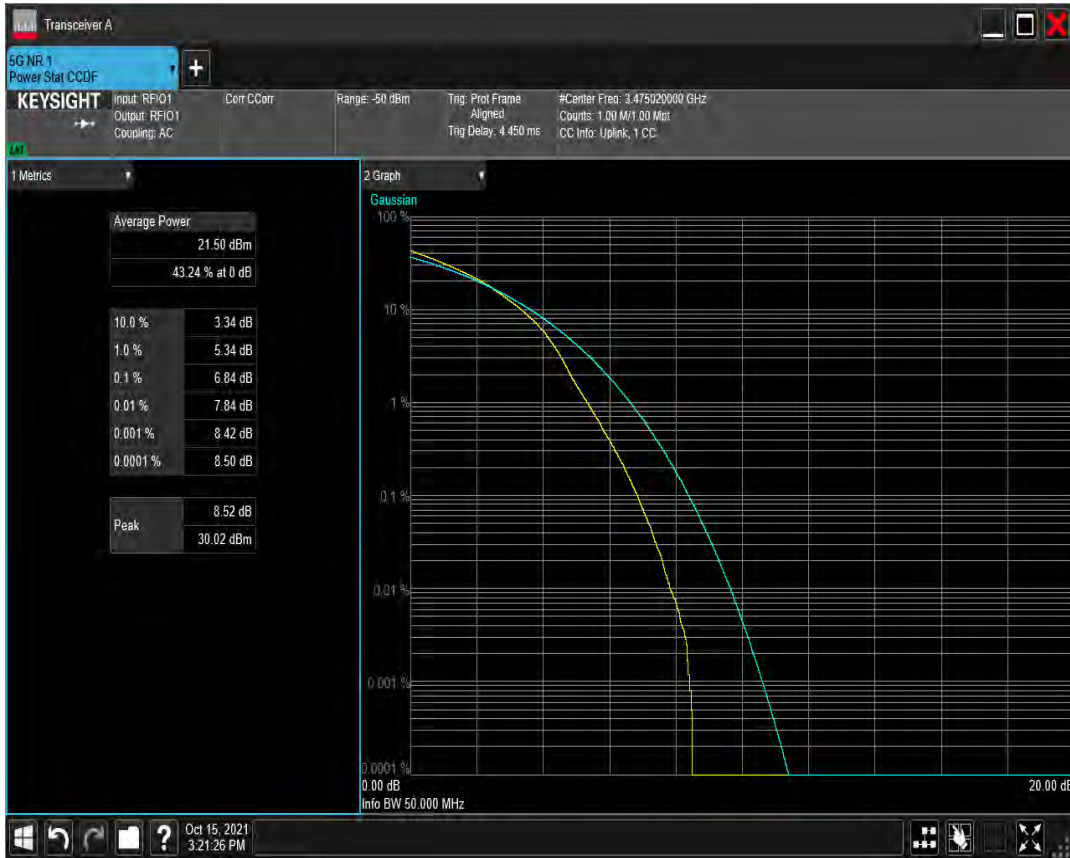 Transceiver A
5G NR 1
Power Stat CCDF
+
KEYSIGHT
Input: RFIO1
Output: RFIO1
Coupling: AC
Corr CCorr
Range: -50 dBm
Trig: Prot Frame
Aligned
Trig Delay: 4.450 ms
#Center Freq: 3.475020000 GHz
Counts: 1.00 M/1.00 Mpt
CC Info: Uplink, 1 CC
1 Metrics
Average Power
21.50 dBm
43.24 % at 0 dB
10.0 % 3.34 dB
1.0 % 5.34 dB
0.1 % 6.84 dB
0.01 % 7.84 dB
0.001 % 8.42 dB
0.0001 % 8.50 dB
Peak
8.52 dB
30.02 dBm
2 Graph
Gaussian
100 %
10 %
1 %
0.1 %
0.01 %
0.001 %
0.0001 %
0.00 dB
20.00 dB
Info BW 50.000 MHz
?
Oct 15, 2021
3:21:26 PM